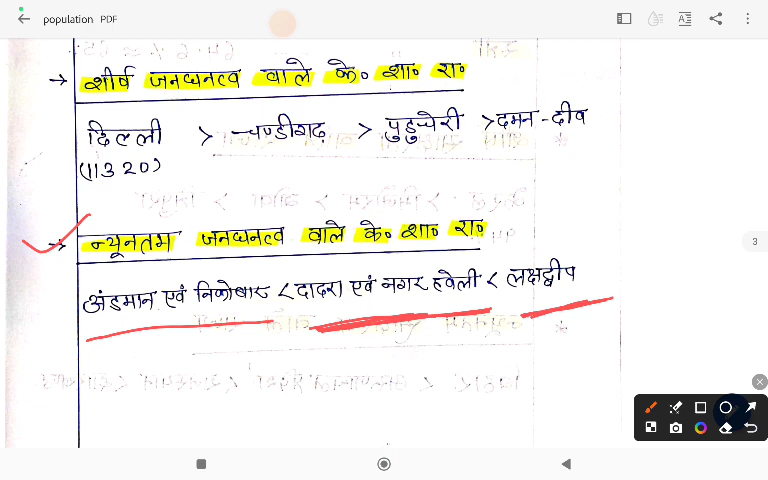 population PDF
→ शीर्ष जनघनत्व वाले के० शा० रा०
दिल्ली > चण्डीगढ़ > पुडुचेरी > दमन-दीव
(11320)
→ न्यूनतम जनघनत्व वाले के० शा० रा०
अंडमान एवं निकोबार < दादरा एवं नगर हवेली < लक्षद्वीप
3